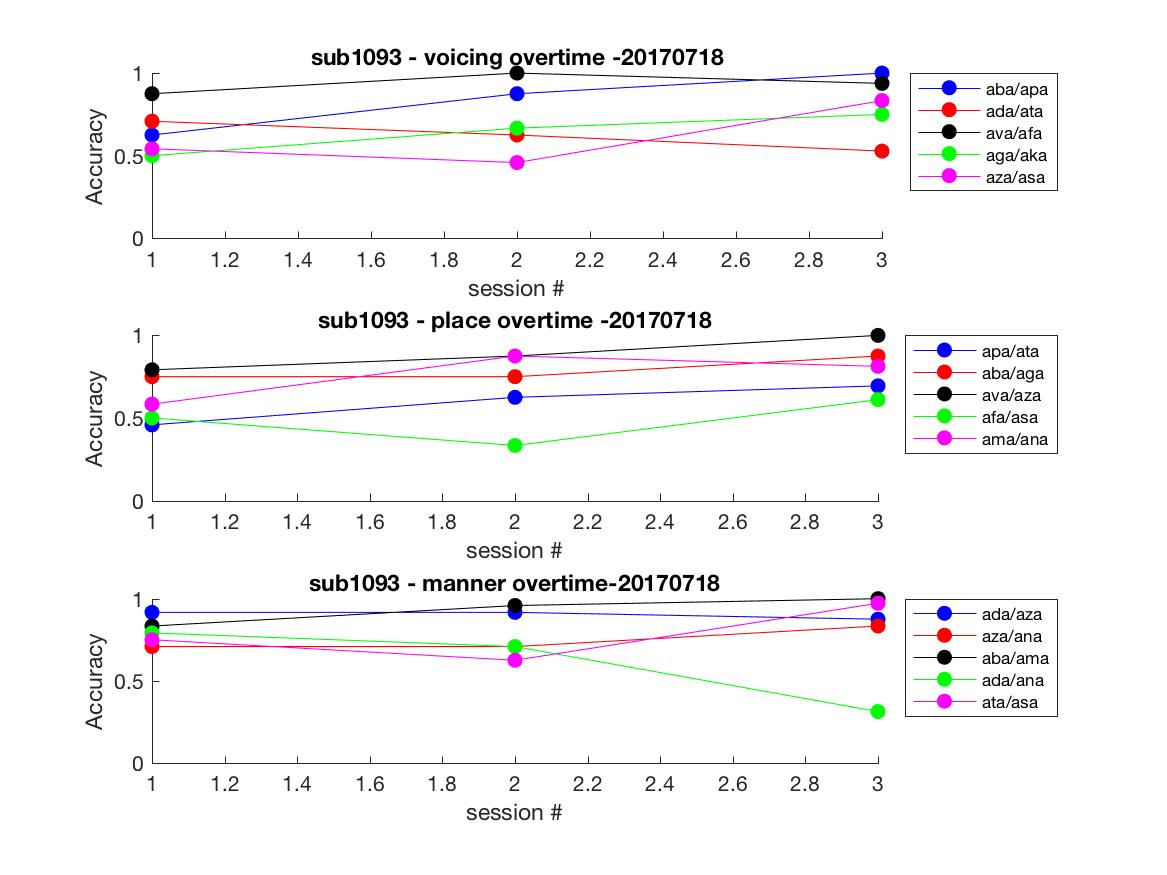 sub1093 - voicing overtime -20170718
1
0.5
0
Accuracy
1 1.2 1.4 1.6 1.8 2 2.2 2.4 2.6 2.8 3
session #
aba/apa
ada/ata
ava/afa
aga/aka
aza/asa
sub1093 - place overtime -20170718
1
0.5
0
Accuracy
1 1.2 1.4 1.6 1.8 2 2.2 2.4 2.6 2.8 3
session #
apa/ata
aba/aga
ava/aza
afa/asa
ama/ana
sub1093 - manner overtime-20170718
1
0.5
0
Accuracy
1 1.2 1.4 1.6 1.8 2 2.2 2.4 2.6 2.8 3
session #
ada/aza
aza/ana
aba/ama
ada/ana
ata/asa